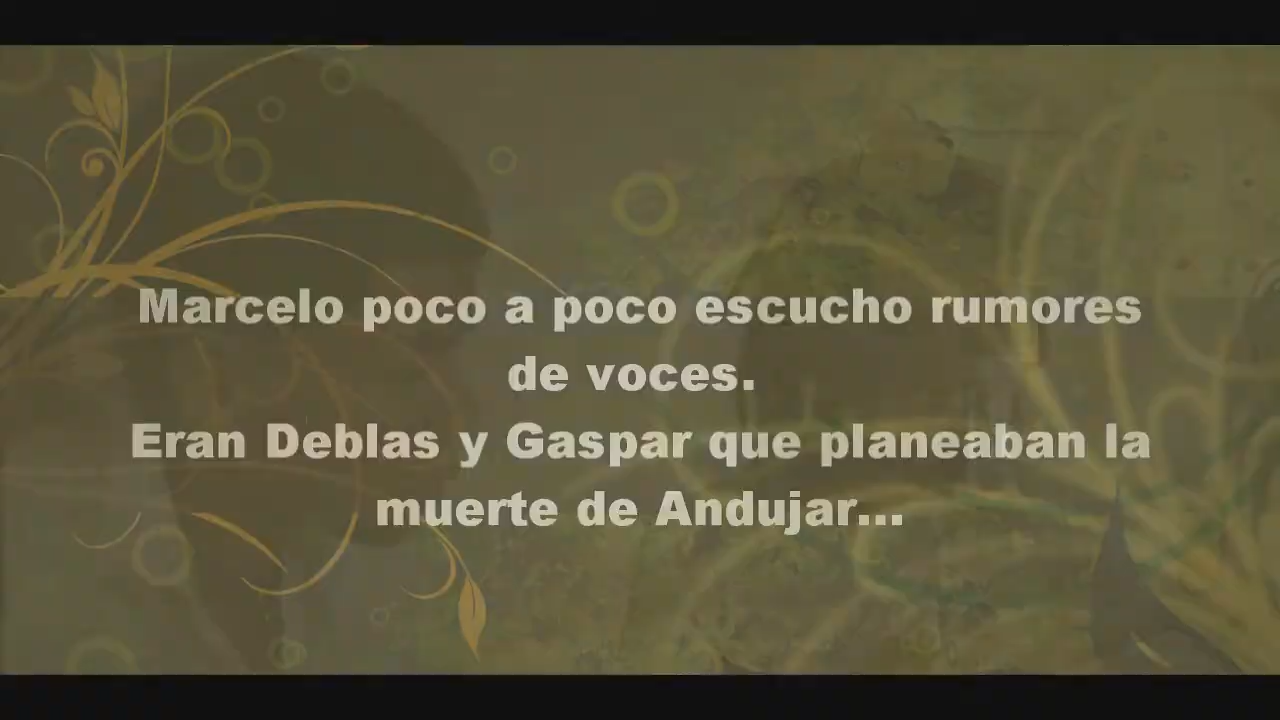 Marcelo poco a poco escucho rumores
de voces.
Eran Deblas y Gaspar que planeaban la
muerte de Andujar...